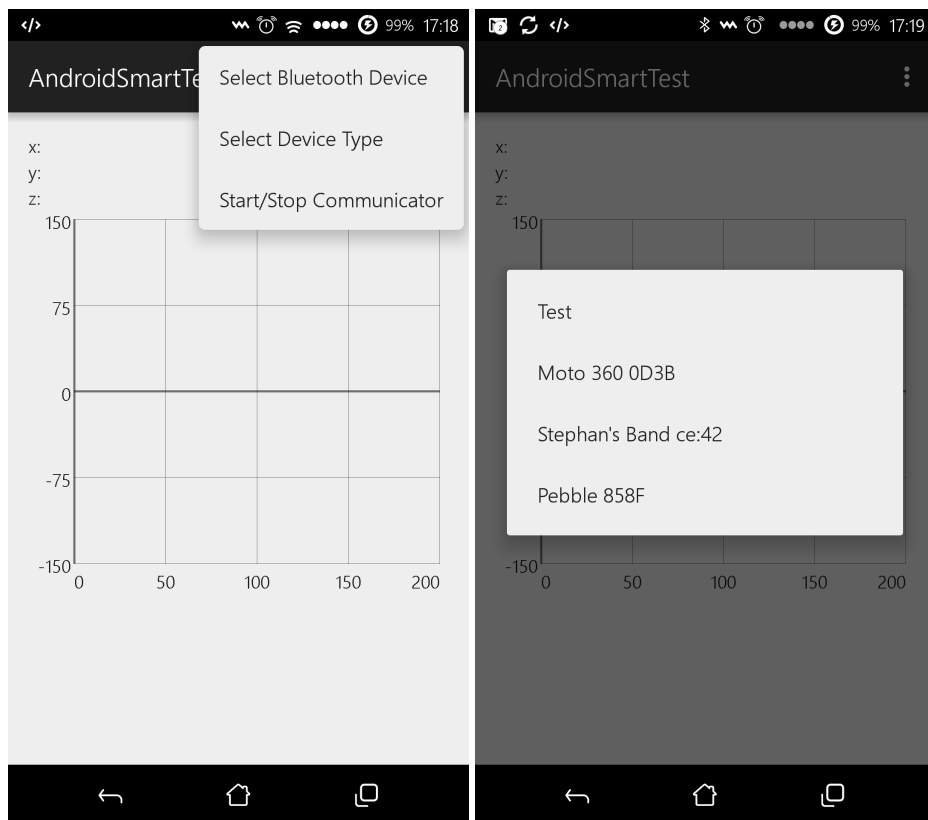 </> 99% 17:18
AndroidSmartTe
Select Bluetooth Device
Select Device Type
Start/Stop Communicator
x:
y:
z:
150
75
0
-75
-150
0 50 100 150 200
2 </> 99% 17:19
AndroidSmartTest
x:
y:
z:
150
Test
Moto 360 0D3B
Stephan's Band ce:42
Pebble 858F
-150
0 50 100 150 200